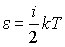 ε = i/2 kT